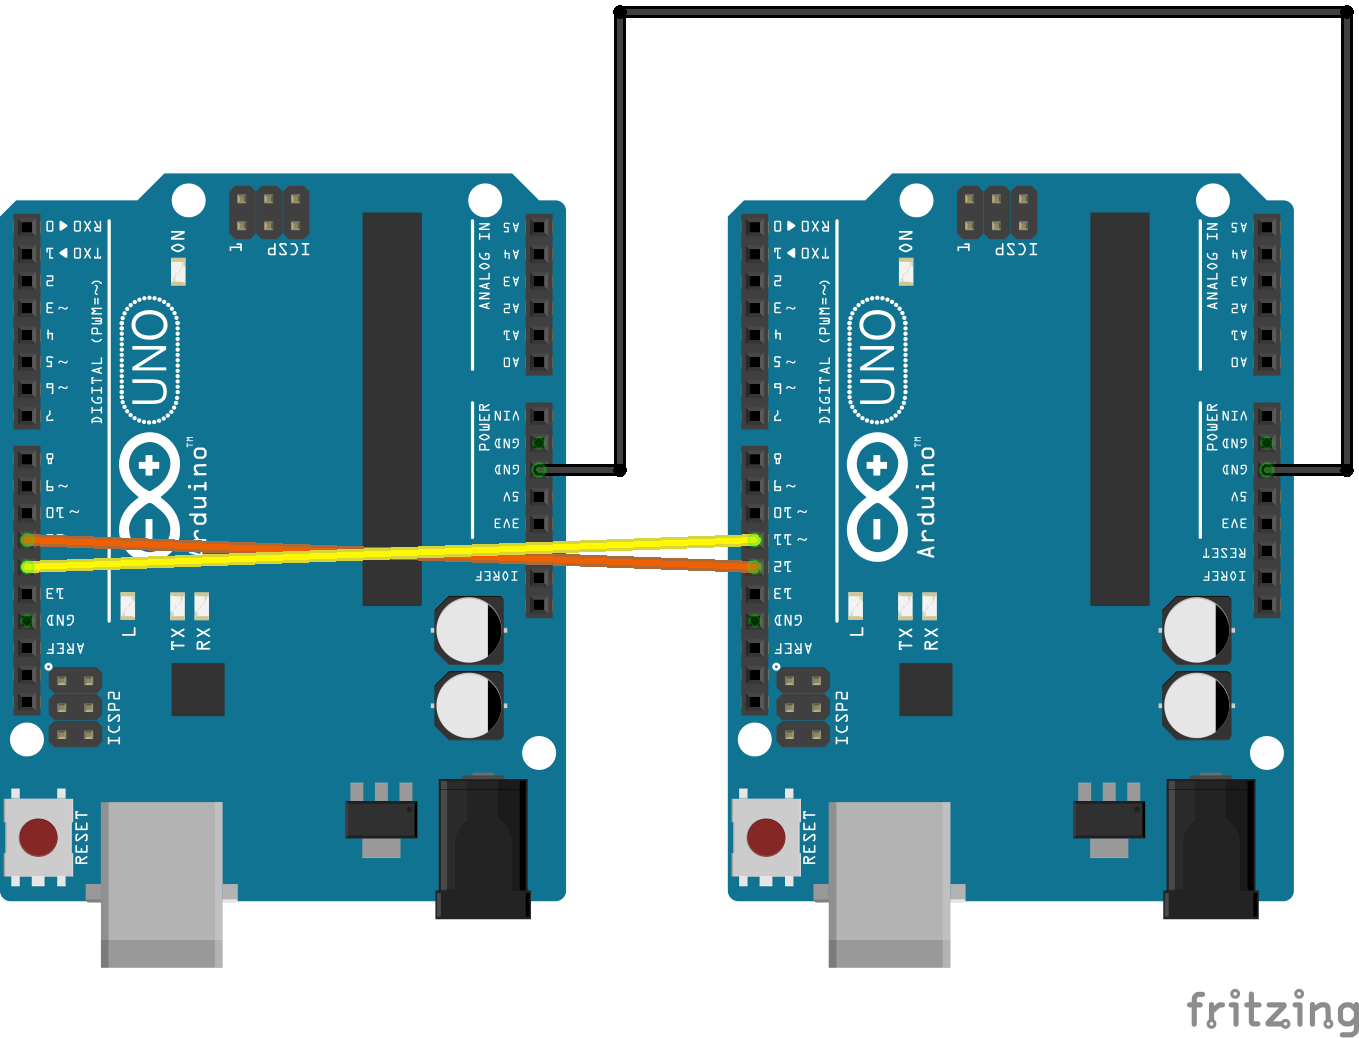 RX0 ◀ 0
TX0 ▶ 1
2
~ 3
4
~ 5
~ 6
7
8
~ 9
~ 10
13
GND
AREF
DIGITAL (PWM=~)
ON
1
ICSP
UNO
Arduino™
ANALOG IN
A5
A4
A3
A2
A1
A0
POWER
VIN
GND
GND
5V
3V3
IOREF
L
TX
RX
ICSP2
RESET
RX0 ◀ 0
TX0 ▶ 1
2
~ 3
4
~ 5
~ 6
7
8
~ 9
~ 10
~ 11
12
13
GND
AREF
DIGITAL (PWM=~)
ON
1
ICSP
UNO
Arduino™
ANALOG IN
A5
A4
A3
A2
A1
A0
POWER
VIN
GND
GND
5V
3V3
RESET
IOREF
L
TX
RX
ICSP2
RESET
fritzing